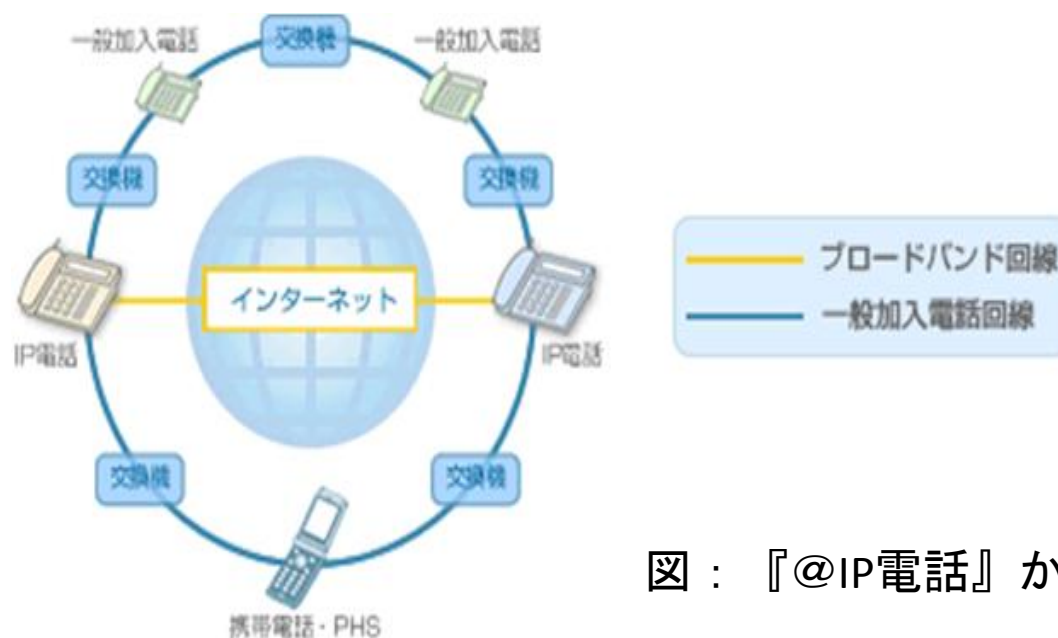 一般加入電話
交換機
一般加入電話
交換機
交換機
インターネット
IP電話
IP電話
交換機
交換機
携帯電話・PHS
ブロードバンド回線
一般加入電話回線
図：『@IP電話』か